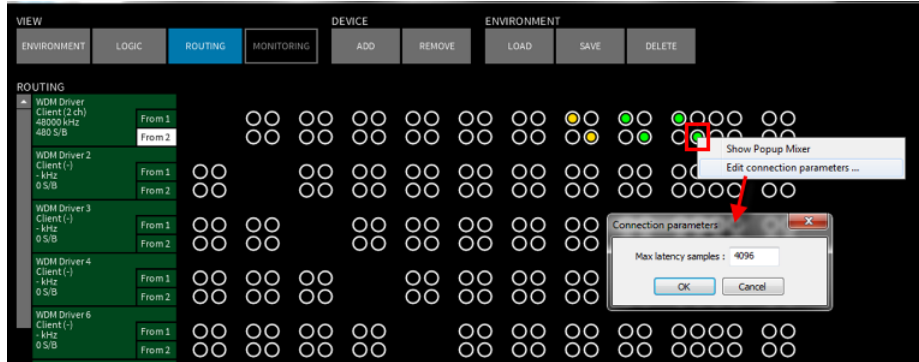 VIEW
DEVICE
ENVIRONMENT
ENVIRONMENT
LOGIC
ROUTING
MONITORING
ADD
REMOVE
LOAD
SAVE
DELETE
ROUTING
WDM Driver
Client (2 ch)
48000 kHz
480 S/B
From 1
From 2
WDM Driver 2
Client (-)
- kHz
0 S/B
From 1
From 2
WDM Driver 3
Client (-)
- kHz
0 S/B
From 1
From 2
WDM Driver 4
Client (-)
- kHz
0 S/B
From 1
From 2
WDM Driver 6
Client (-)
- kHz
0 S/B
From 1
From 2
Show Popup Mixer
Edit connection parameters ...
Connection parameters
Max latency samples : 4096
OK
Cancel